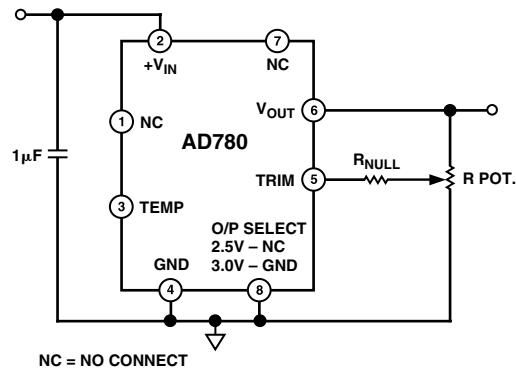 2
7
+VIN
NC
VOUT
6
1
NC
AD780
1μF
RNULL
TRIM
5
R POT.
3
TEMP
O/P SELECT
2.5V – NC
3.0V – GND
GND
4
8
NC = NO CONNECT